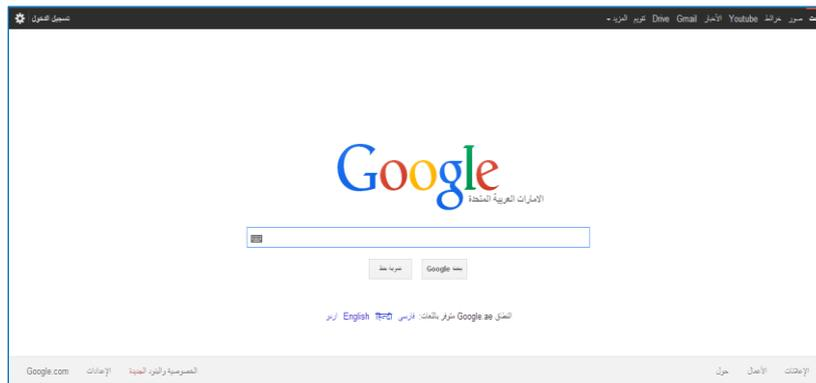 صور خرائط Youtube الأخبار Gmail Drive تقويم المزيد
تسجيل الدخول
Google
الامارات العربية المتحدة
بحث Google ضربة حظ
النطاق Google.ae متوفر باللغات: فارسی हिन्दी English اردو
الإعلانات الأعمال حول
الخصوصية والبنود الجديدة الإعدادات Google.com